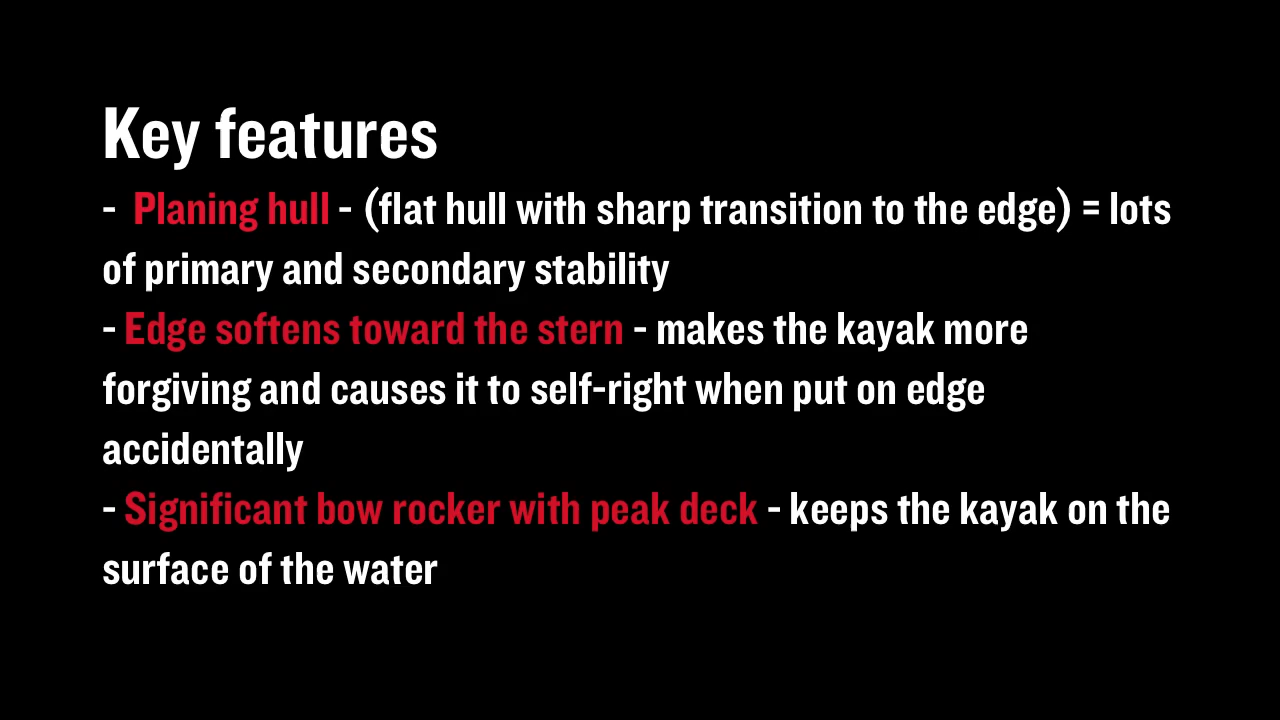 Key features
- Planing hull - (flat hull with sharp transition to the edge) = lots
of primary and secondary stability
- Edge softens toward the stern - makes the kayak more
forgiving and causes it to self-right when put on edge
accidentally
- Significant bow rocker with peak deck - keeps the kayak on the
surface of the water